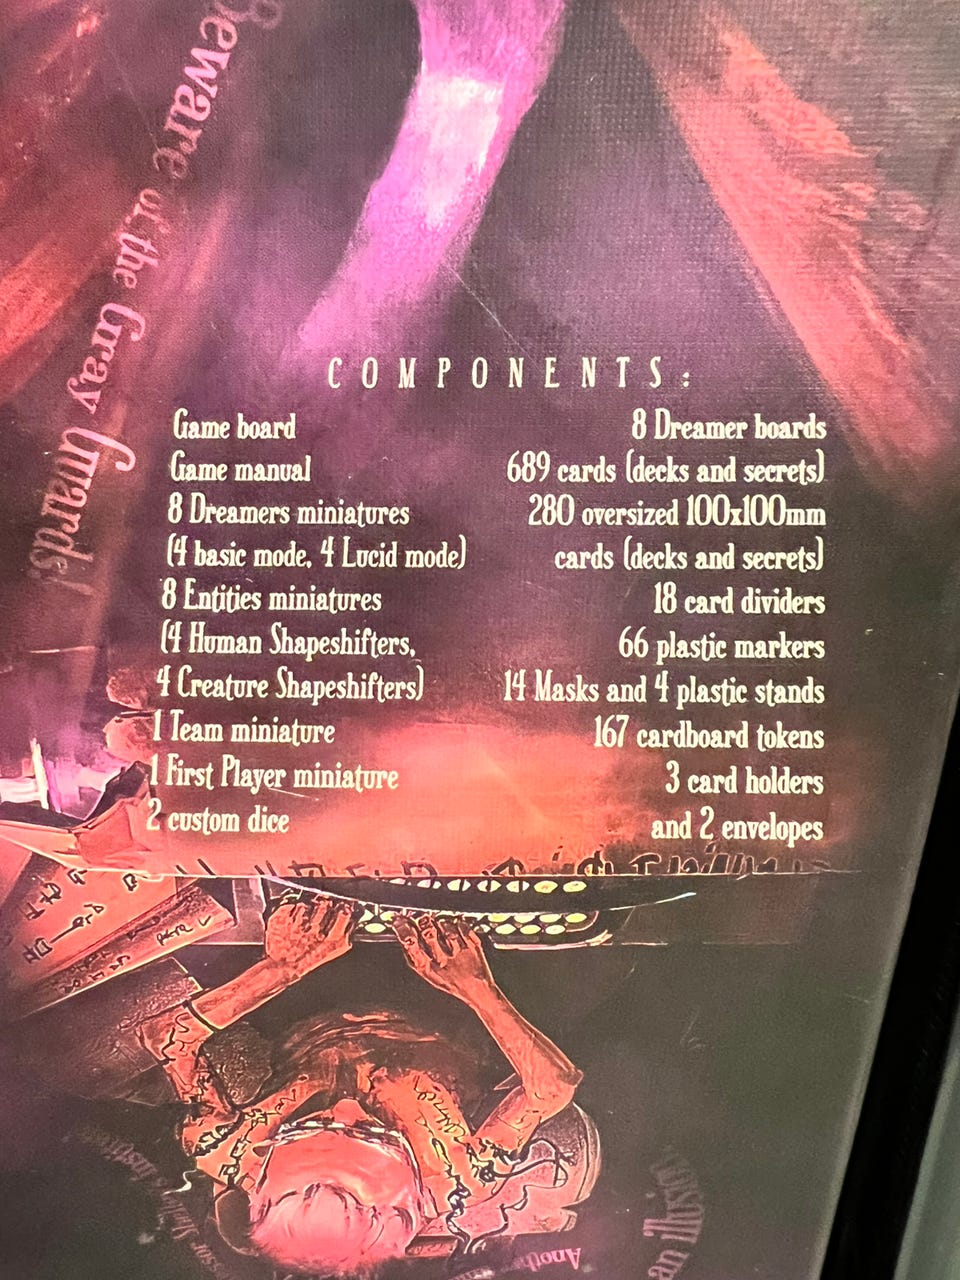 Beware of the Gray Guards!
COMPONENTS:
Game board
Game manual
8 Dreamers miniatures
(4 basic mode, 4 Lucid mode)
8 Entities miniatures
(4 Human Shapeshifters,
4 Creature Shapeshifters)
1 Team miniature
1 First Player miniature
2 custom dice
8 Dreamer boards
689 cards (decks and secrets)
280 oversized 100x100mm
cards (decks and secrets)
18 card dividers
66 plastic markers
14 Masks and 4 plastic stands
167 cardboard tokens
3 card holders
and 2 envelopes
an illusion